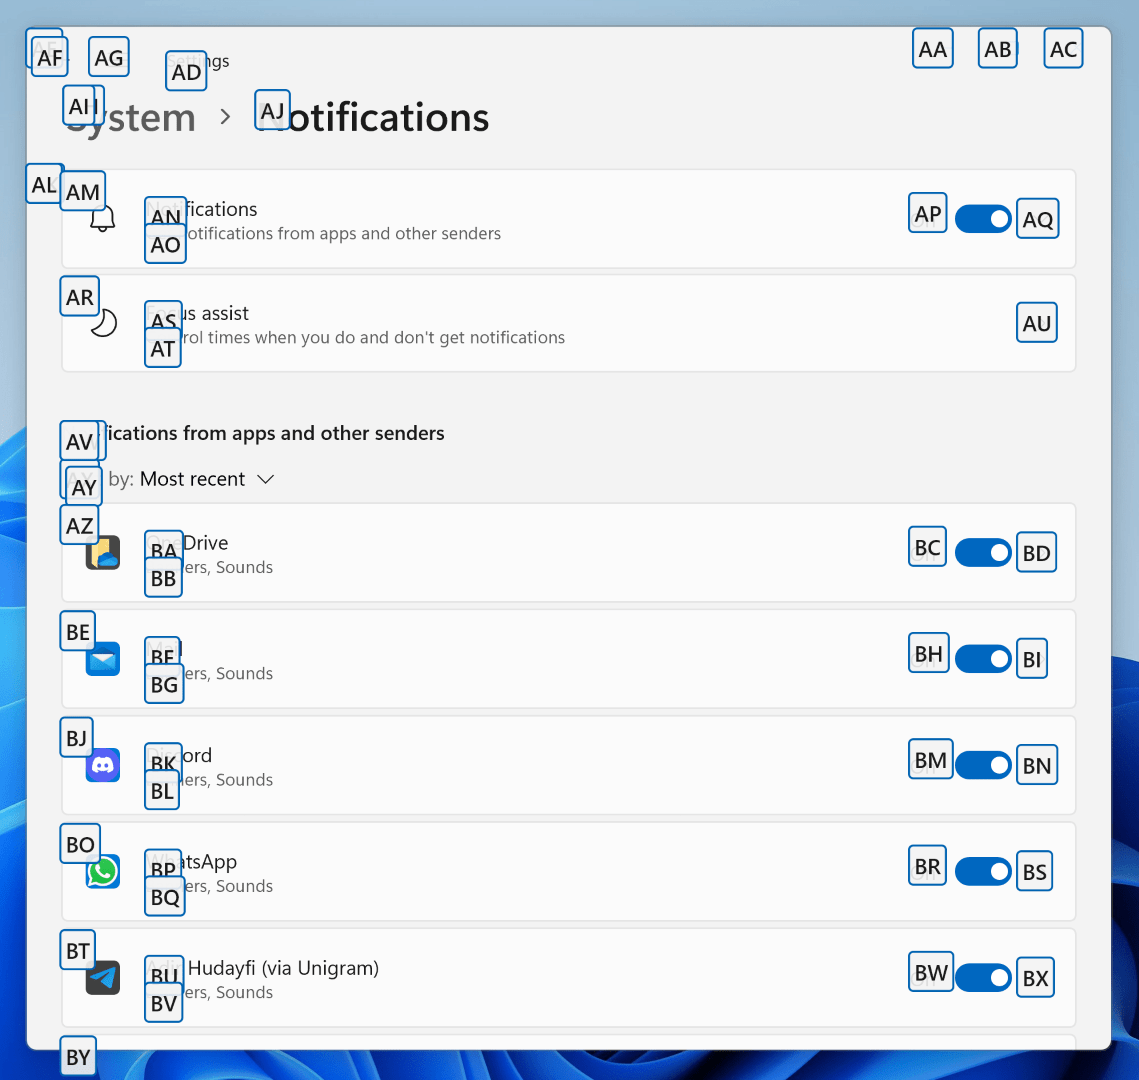 AF AG AD ngs AA AB AC
AH ystem > AJ otifications
AL AM
AN ifications AP AQ
AO otifications from apps and other senders
AR
AS us assist AU
AT rol times when you do and don't get notifications
AV ications from apps and other senders
AY by: Most recent
AZ
BA Drive BC BD
BB ers, Sounds
BE
BF BH BI
BG ers, Sounds
BJ
BK ord BM BN
BL ers, Sounds
BO
BP atsApp BR BS
BQ ers, Sounds
BT
BU Hudayfi (via Unigram) BW BX
BV ers, Sounds
BY